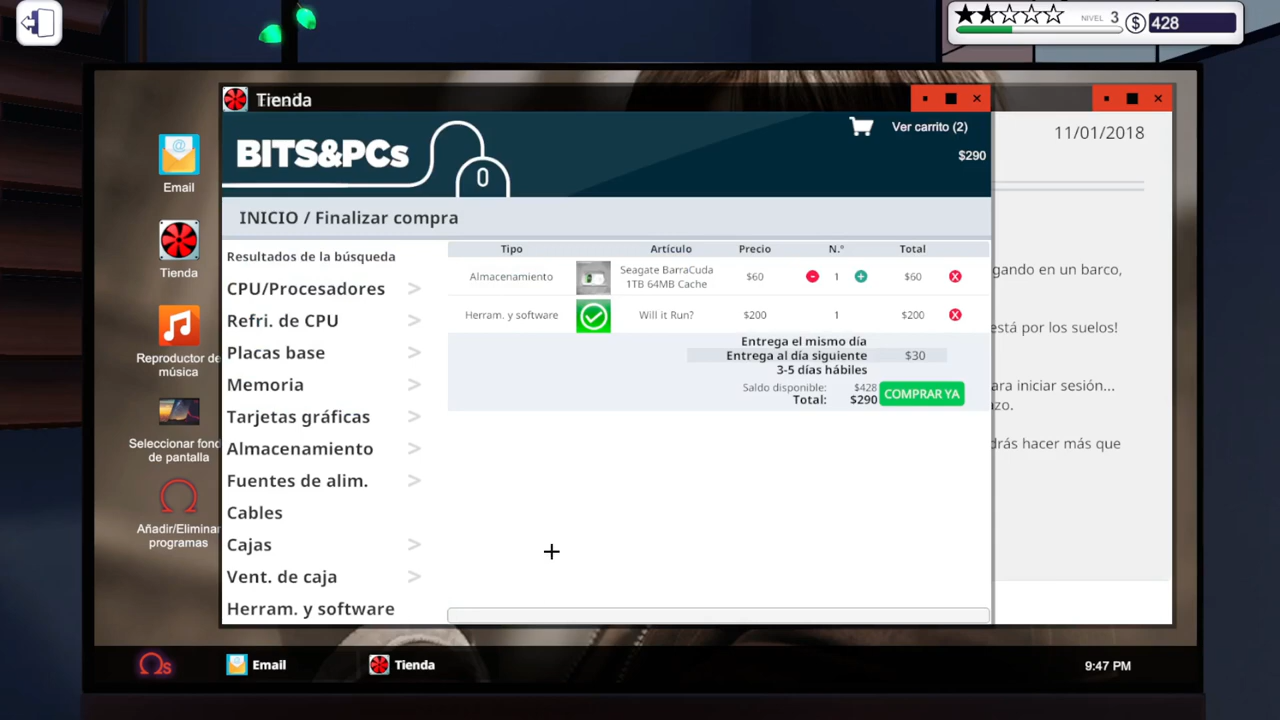 NIVEL 3
$ 428
Tienda
BITS&PCs
Ver carrito (2)
$290
11/01/2018
INICIO / Finalizar compra
Email
Tienda
Reproductor de
música
Seleccionar fond
de pantalla
Añadir/Eliminar
programas
Resultados de la búsqueda
CPU/Procesadores >
Refri. de CPU >
Placas base >
Memoria >
Tarjetas gráficas >
Almacenamiento >
Fuentes de alim. >
Cables
Cajas >
Vent. de caja >
Herram. y software
Tipo Artículo Precio N.º Total
Almacenamiento Seagate BarraCuda
1TB 64MB Cache $60 1 $60
Herram. y software Will it Run? $200 1 $200
Entrega el mismo día
Entrega al día siguiente $30
3-5 días hábiles
Saldo disponible: $428
Total: $290
COMPRAR YA
gando en un barco,
está por los suelos!
ara iniciar sesión...
azo.
drás hacer más que
Ωs Email Tienda 9:47 PM